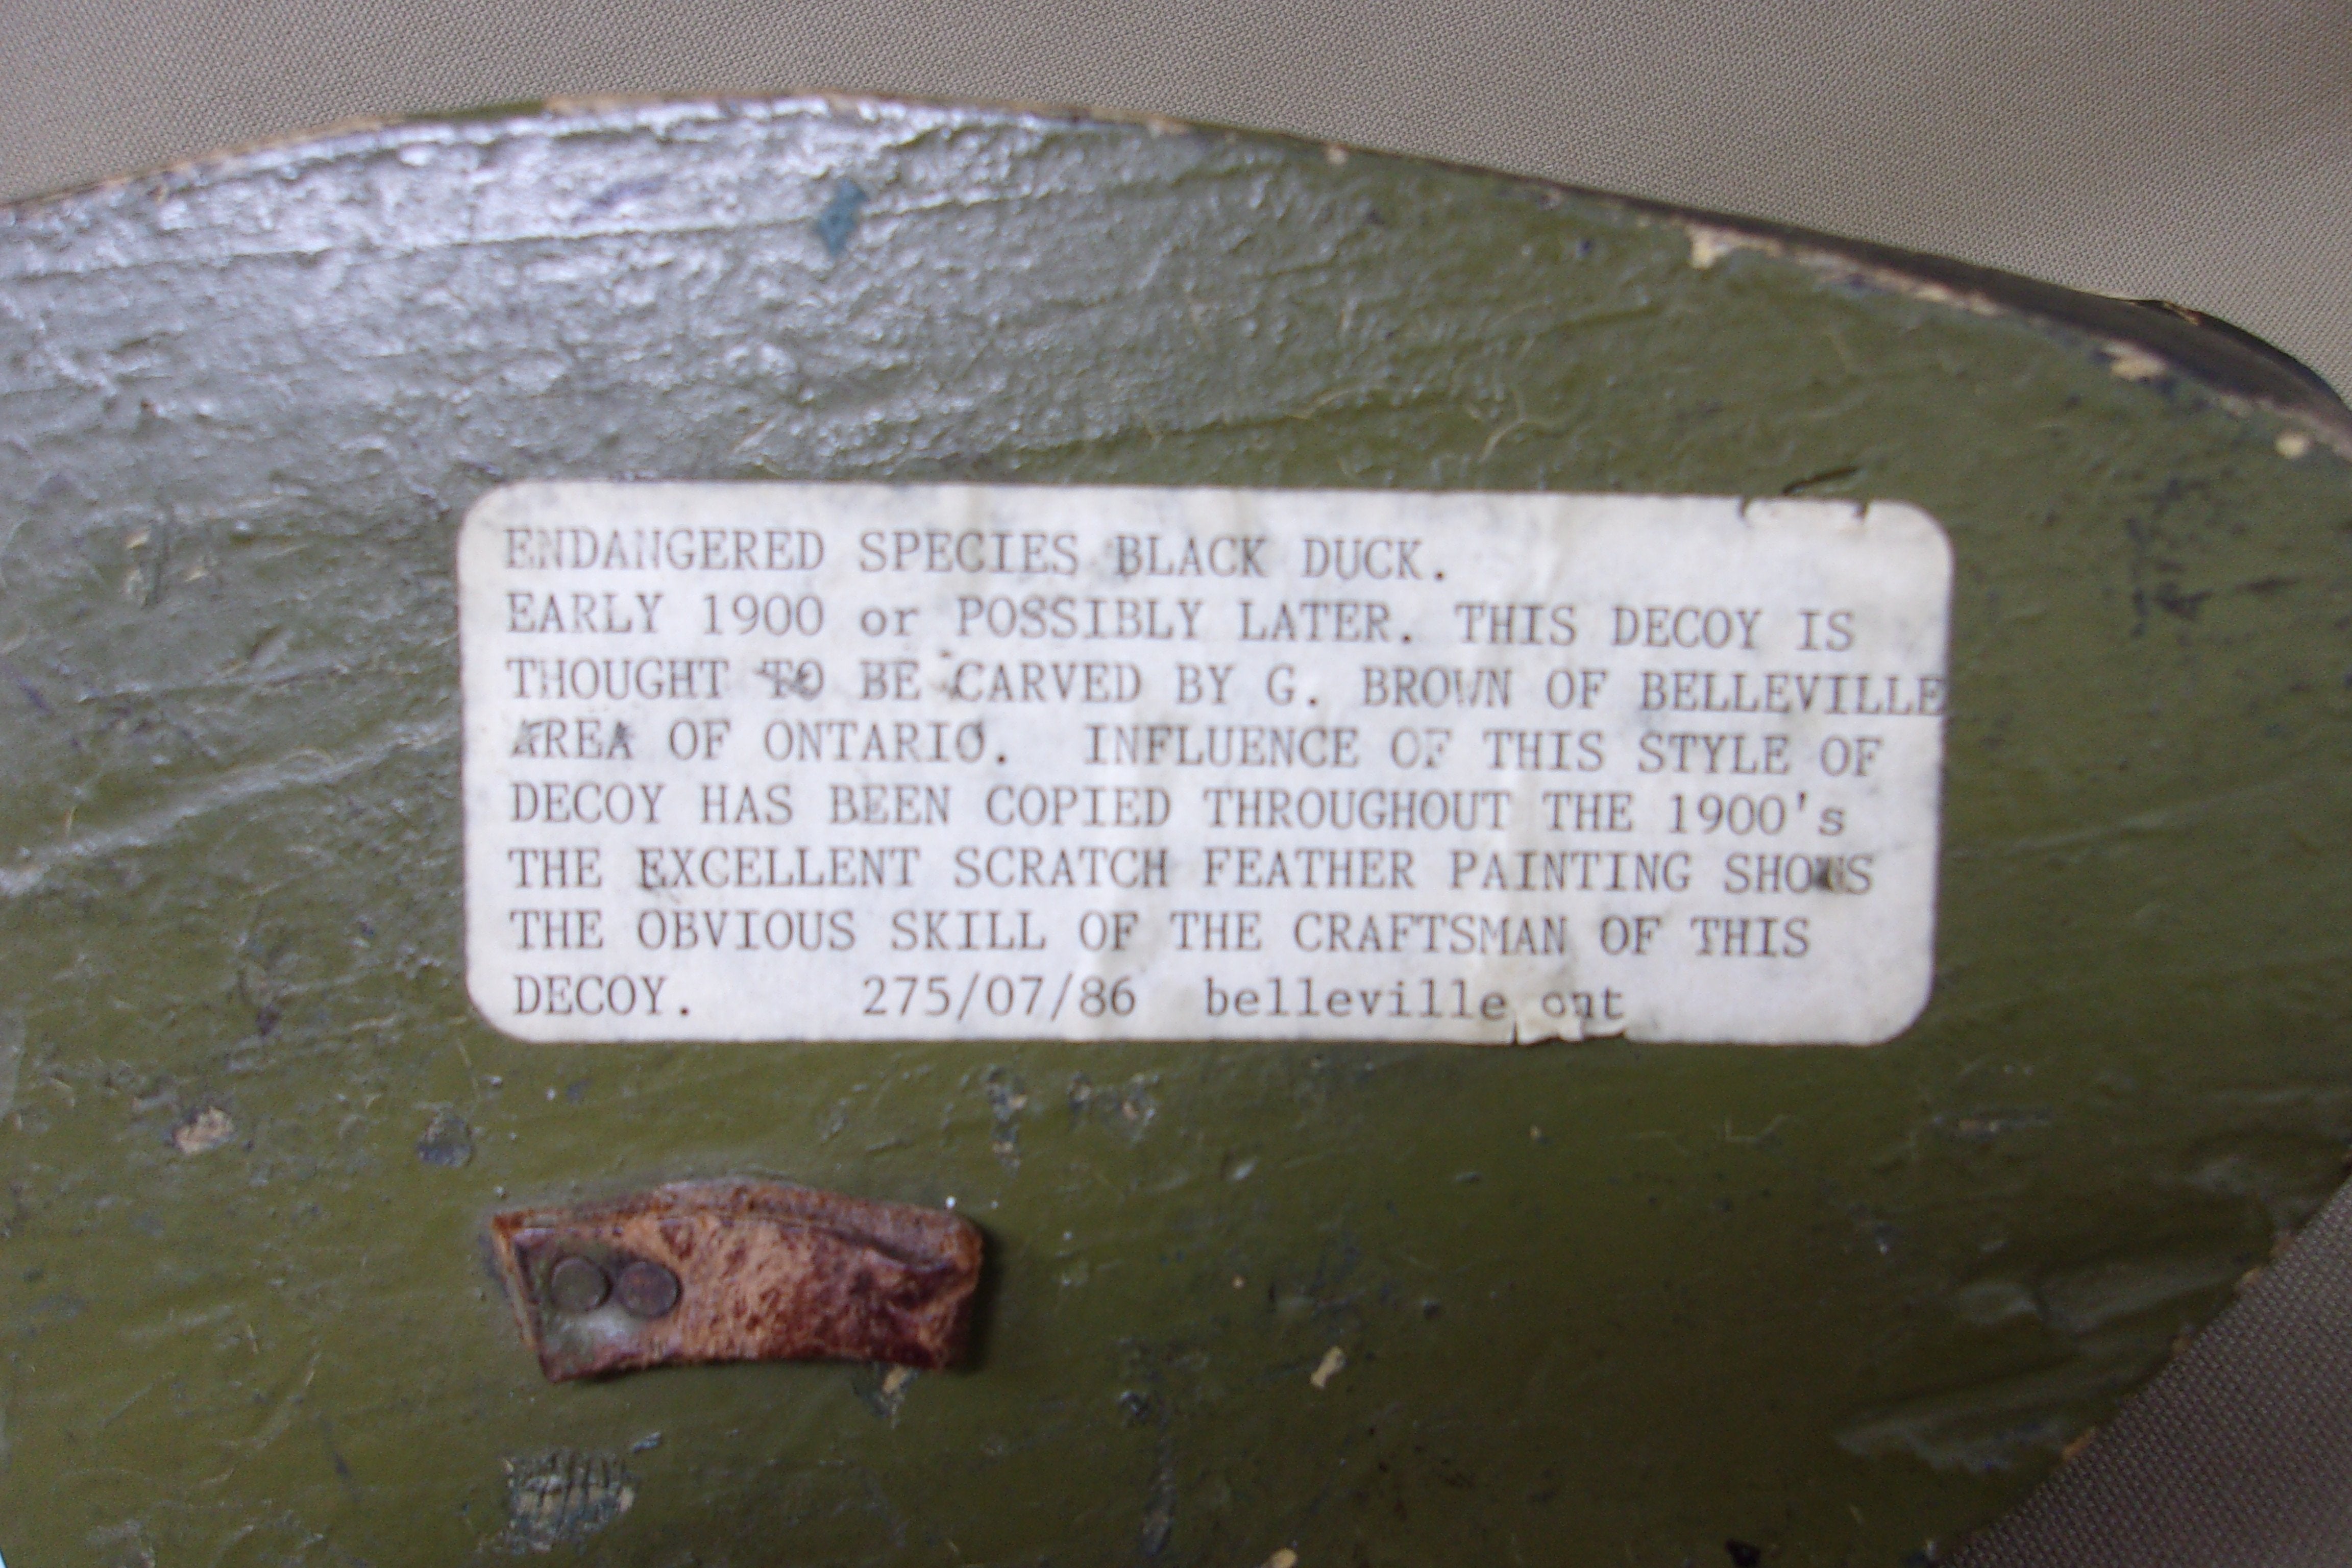 ENDANGERED SPECIES BLACK DUCK.
EARLY 1900 or POSSIBLY LATER. THIS DECOY IS
THOUGHT TO BE CARVED BY G. BROWN OF BELLEVILLE
AREA OF ONTARIO. INFLUENCE OF THIS STYLE OF
DECOY HAS BEEN COPIED THROUGHOUT THE 1900's
THE EXCELLENT SCRATCH FEATHER PAINTING SHOWS
THE OBVIOUS SKILL OF THE CRAFTSMAN OF THIS
DECOY. 275/07/86 belleville ont